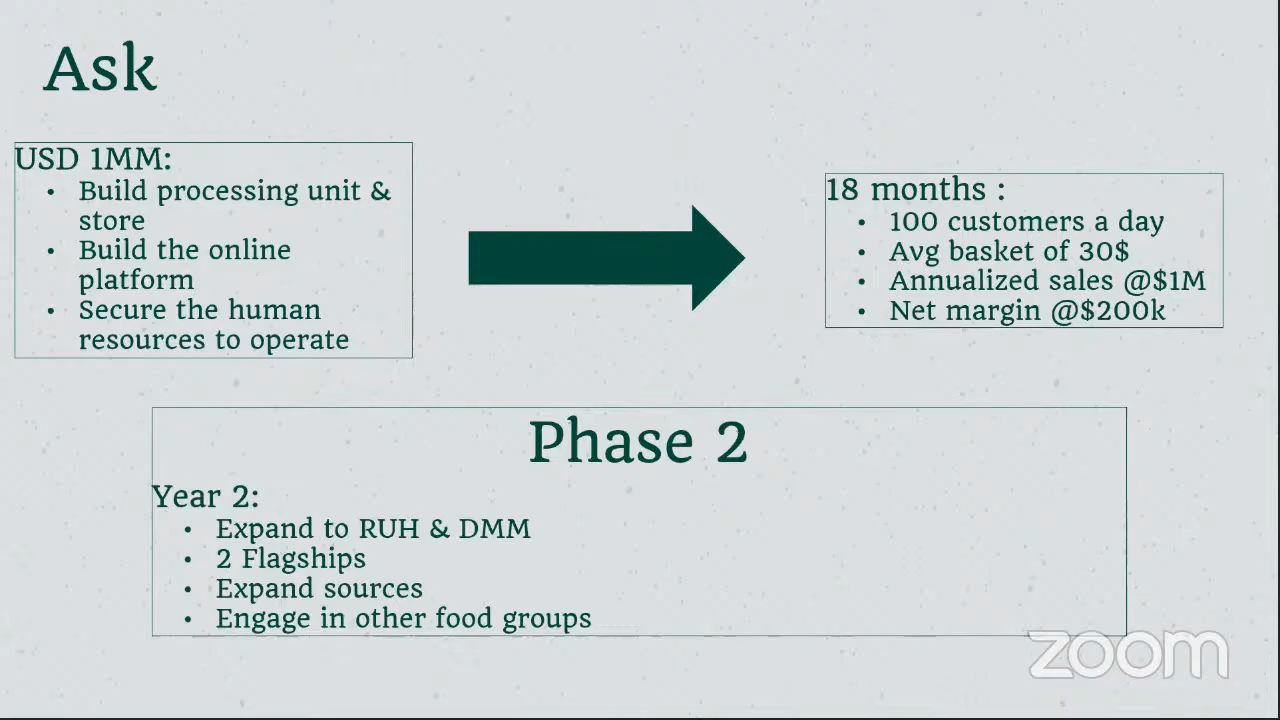 Ask
USD 1MM:
• Build processing unit &
store
• Build the online
platform
• Secure the human
resources to operate
18 months :
• 100 customers a day
• Avg basket of 30$
• Annualized sales @$1M
• Net margin @$200k
Phase 2
Year 2:
• Expand to RUH & DMM
• 2 Flagships
• Expand sources
• Engage in other food groups
zoom